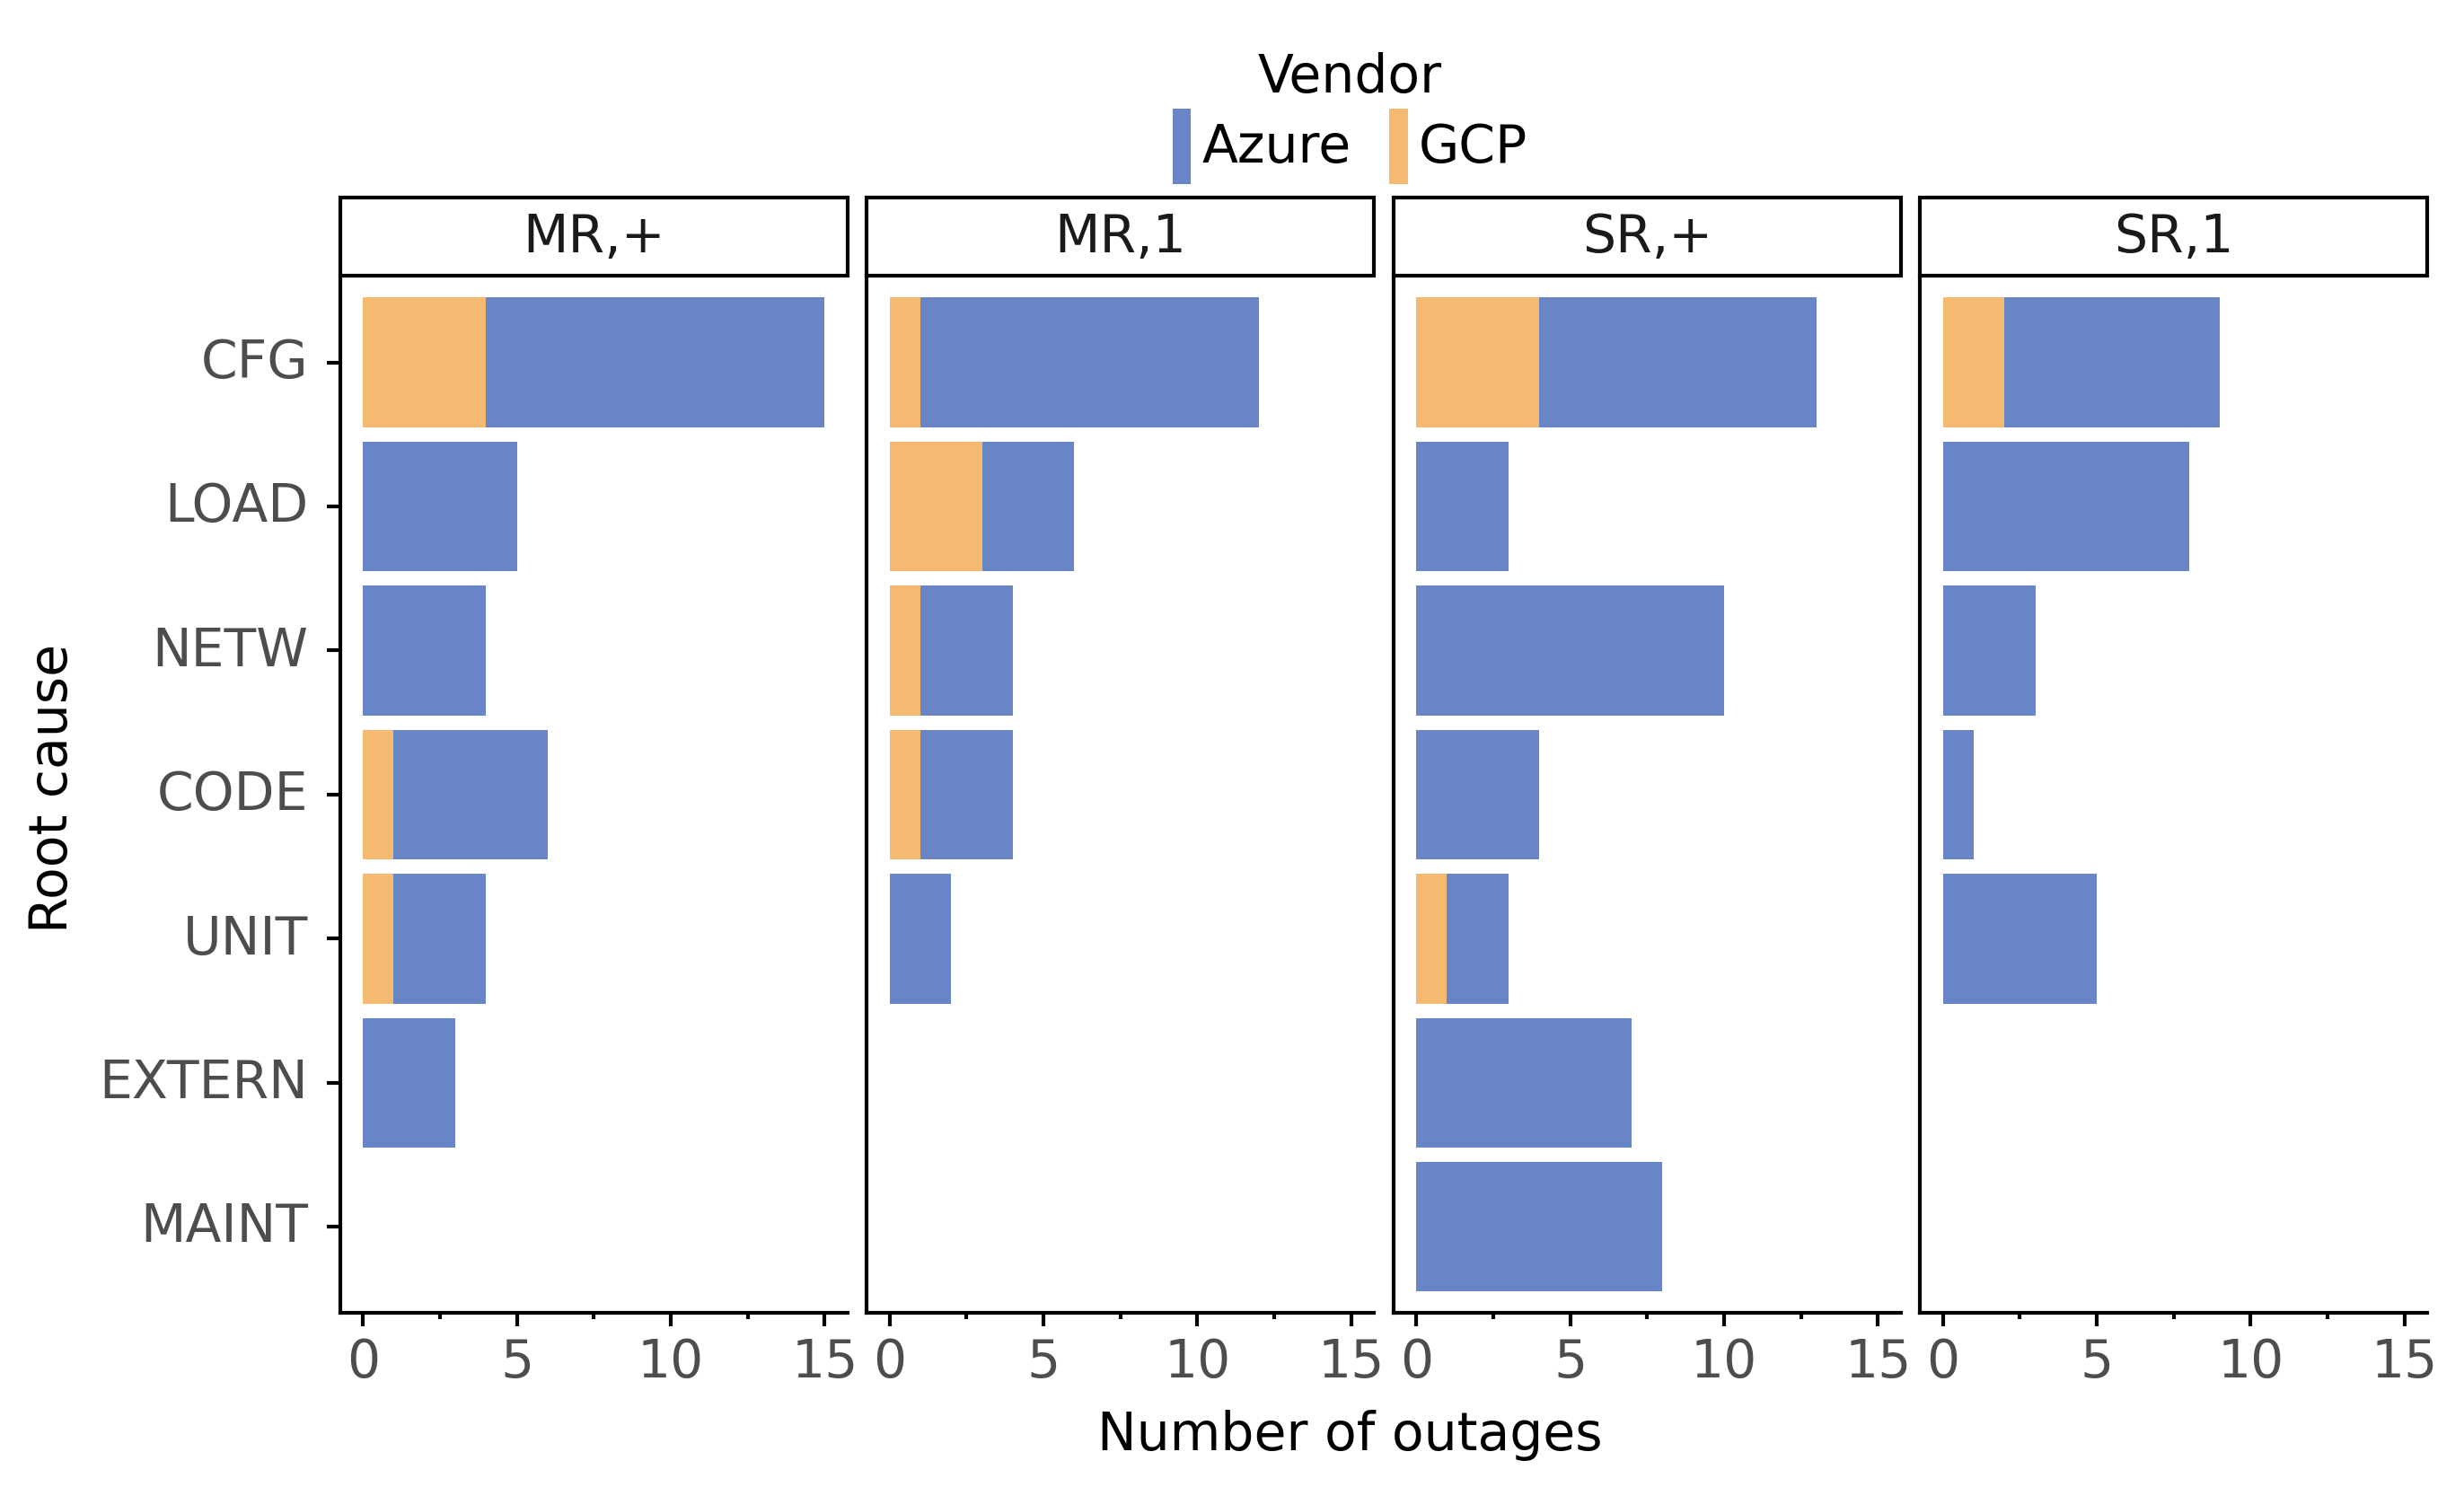 Vendor
Azure GCP
MR,+ MR,1 SR,+ SR,1
CFG
LOAD
NETW
CODE
UNIT
EXTERN
MAINT
Root cause
0 5 10 15 0 5 10 15 0 5 10 15 0 5 10 15
Number of outages